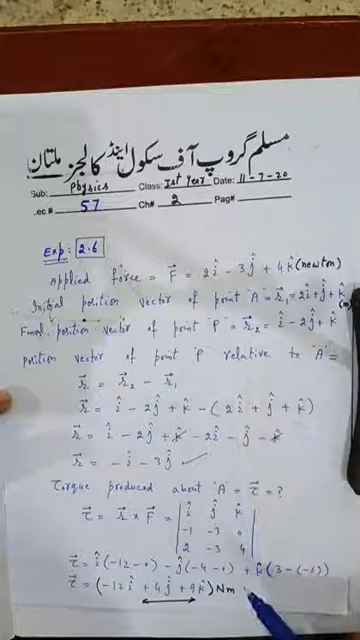 مسلم گروپ آف سکول اینڈ کالجز ملتان
Sub: Physics Class: Ist Year Date: 11-7-20
Lec # 57 Ch# 2 Pag#
Exp: 2.6
Applied force = F⃗ = 2î - 3ĵ + 4k̂ (newton)
Initial position vector of point "A" = r⃗₁ = 2î + ĵ + k̂ (m)
Final position vector of point "P" = r⃗₂ = î - 2ĵ + k̂
position vector of point "P" relative to "A" =
r⃗ = r⃗₂ - r⃗₁
r⃗ = î - 2ĵ + k̂ - (2î + ĵ + k̂)
r⃗ = î - 2ĵ + k̂ - 2î - ĵ - k̂
r⃗ = -î - 3ĵ ✓
Torque produced about "A" = τ⃗ = ?
τ⃗ = r⃗ × F⃗ = | î ĵ k̂ |
| -1 -3 0 |
| 2 -3 4 |
τ⃗ = î(-12-0) - ĵ(-4-0) + k̂(3-(-6))
τ⃗ = (-12î + 4ĵ + 9k̂) Nm